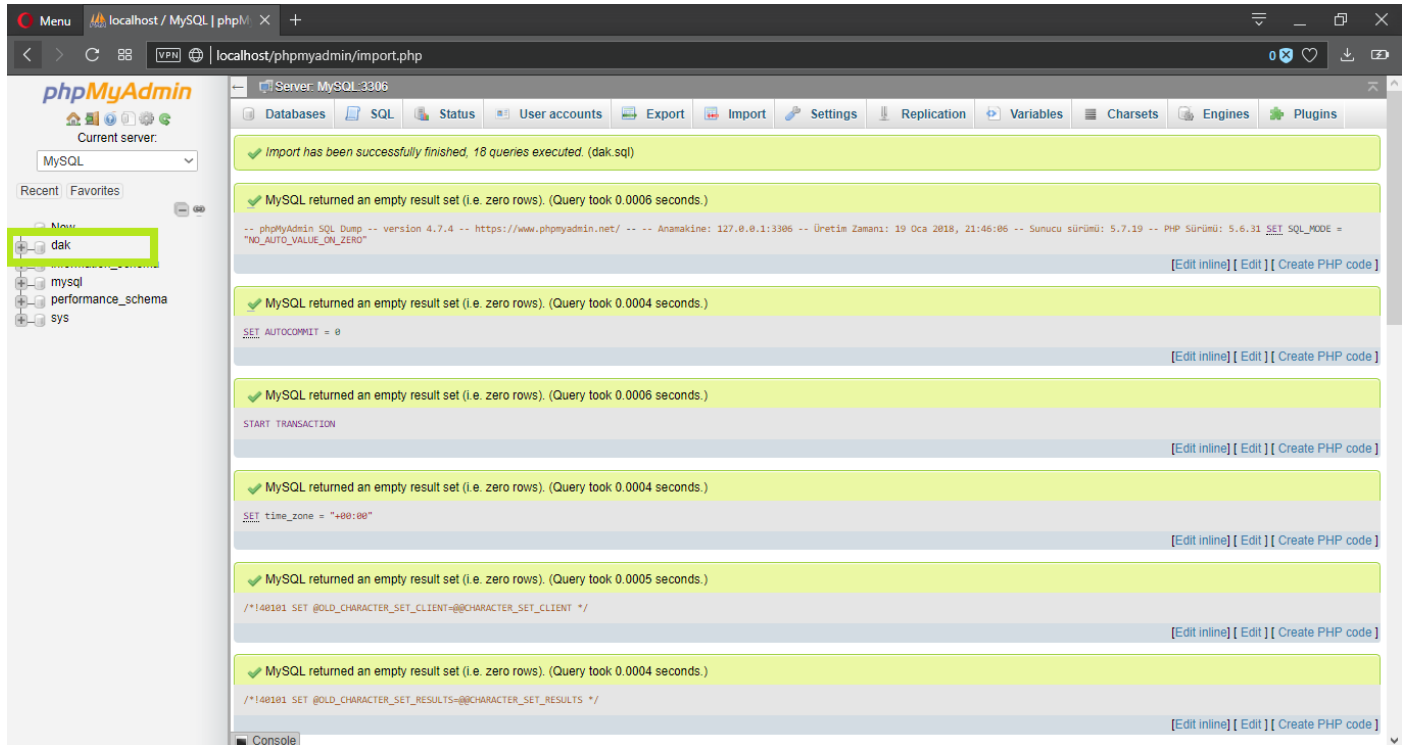 Menu
localhost / MySQL | phpM
VPN
localhost/phpmyadmin/import.php
0
phpMyAdmin
Current server:
MySQL
Recent Favorites
New
dak
information_schema
mysql
performance_schema
sys
Server: MySQL:3306
Databases SQL Status User accounts Export Import Settings Replication Variables Charsets Engines Plugins
Import has been successfully finished, 18 queries executed. (dak.sql)
MySQL returned an empty result set (i.e. zero rows). (Query took 0.0006 seconds.)
-- phpMyAdmin SQL Dump -- version 4.7.4 -- https://www.phpmyadmin.net/ -- -- Anamakine: 127.0.0.1:3306 -- Üretim Zamanı: 19 Oca 2018, 21:46:06 -- Sunucu sürümü: 5.7.19 -- PHP Sürümü: 5.6.31 SET SQL_MODE =
"NO_AUTO_VALUE_ON_ZERO"
[Edit inline] [ Edit ] [ Create PHP code ]
MySQL returned an empty result set (i.e. zero rows). (Query took 0.0004 seconds.)
SET AUTOCOMMIT = 0
[Edit inline] [ Edit ] [ Create PHP code ]
MySQL returned an empty result set (i.e. zero rows). (Query took 0.0006 seconds.)
START TRANSACTION
[Edit inline] [ Edit ] [ Create PHP code ]
MySQL returned an empty result set (i.e. zero rows). (Query took 0.0004 seconds.)
SET time_zone = "+00:00"
[Edit inline] [ Edit ] [ Create PHP code ]
MySQL returned an empty result set (i.e. zero rows). (Query took 0.0005 seconds.)
/*!40101 SET @OLD_CHARACTER_SET_CLIENT=@@CHARACTER_SET_CLIENT */
[Edit inline] [ Edit ] [ Create PHP code ]
MySQL returned an empty result set (i.e. zero rows). (Query took 0.0004 seconds.)
/*!40101 SET @OLD_CHARACTER_SET_RESULTS=@@CHARACTER_SET_RESULTS */
[Edit inline] [ Edit ] [ Create PHP code ]
Console